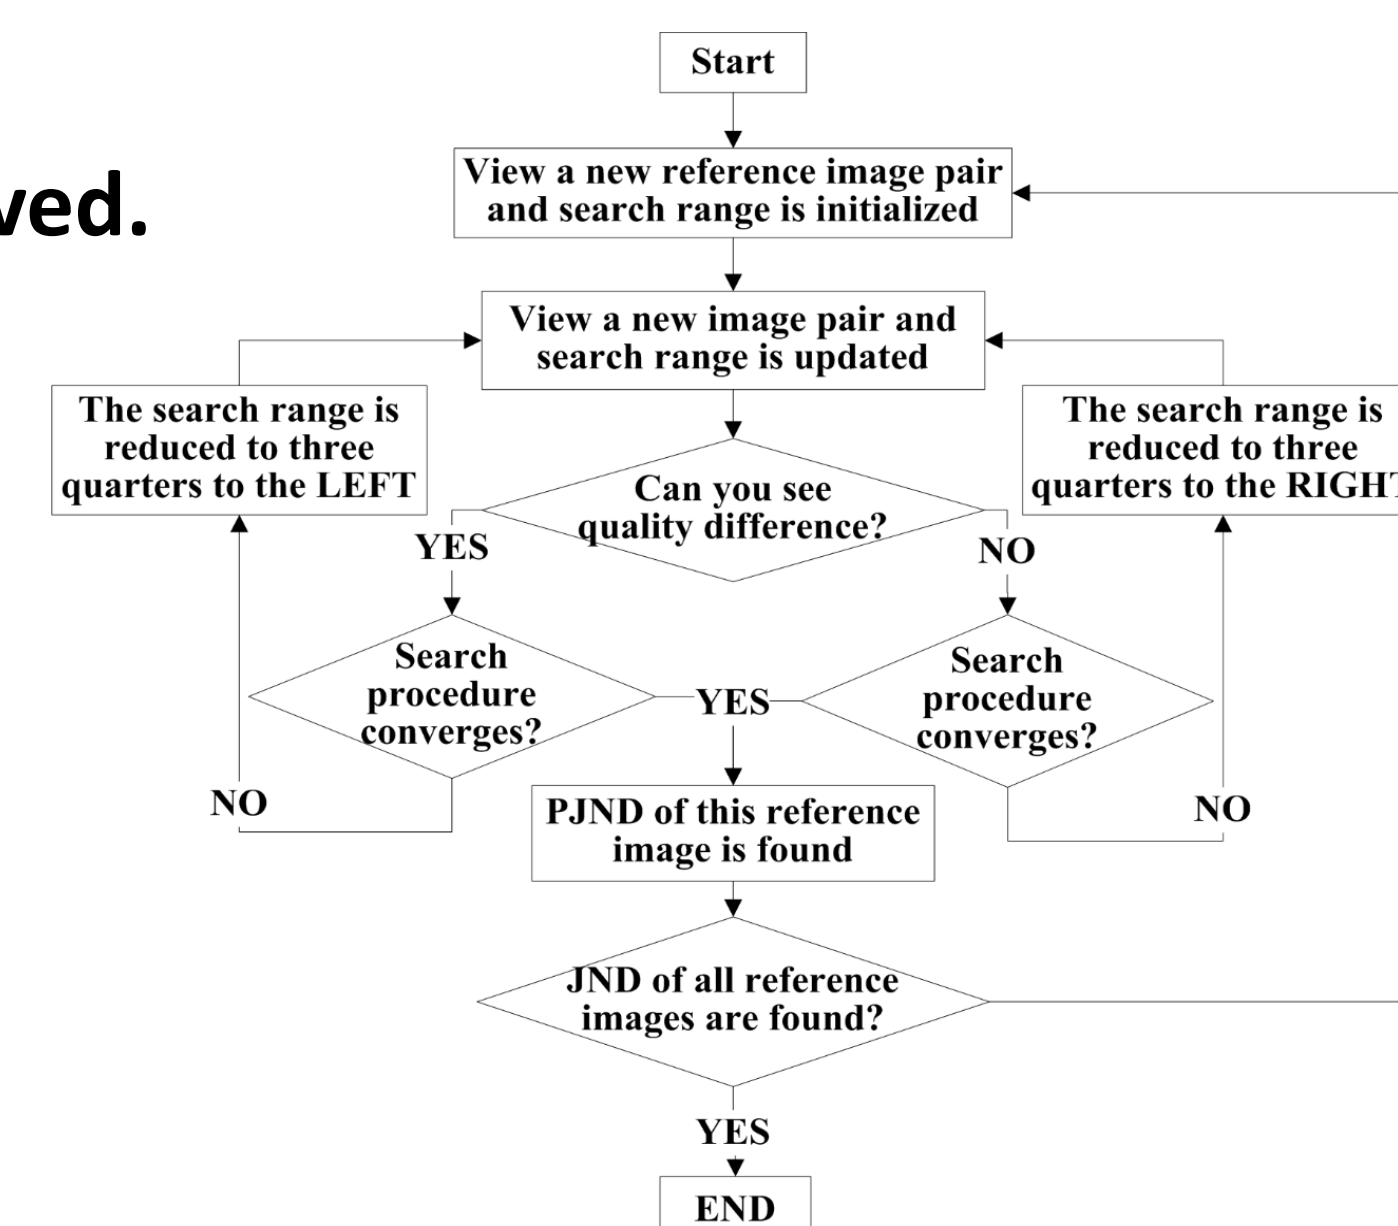 Start
View a new reference image pair
and search range is initialized
ved.
View a new image pair and
search range is updated
The search range is
reduced to three
quarters to the LEFT
The search range is
reduced to three
quarters to the RIGHT
Can you see
quality difference?
YES
NO
Search
procedure
converges?
YES
Search
procedure
converges?
NO
NO
PJND of this reference
image is found
JND of all reference
images are found?
YES
END